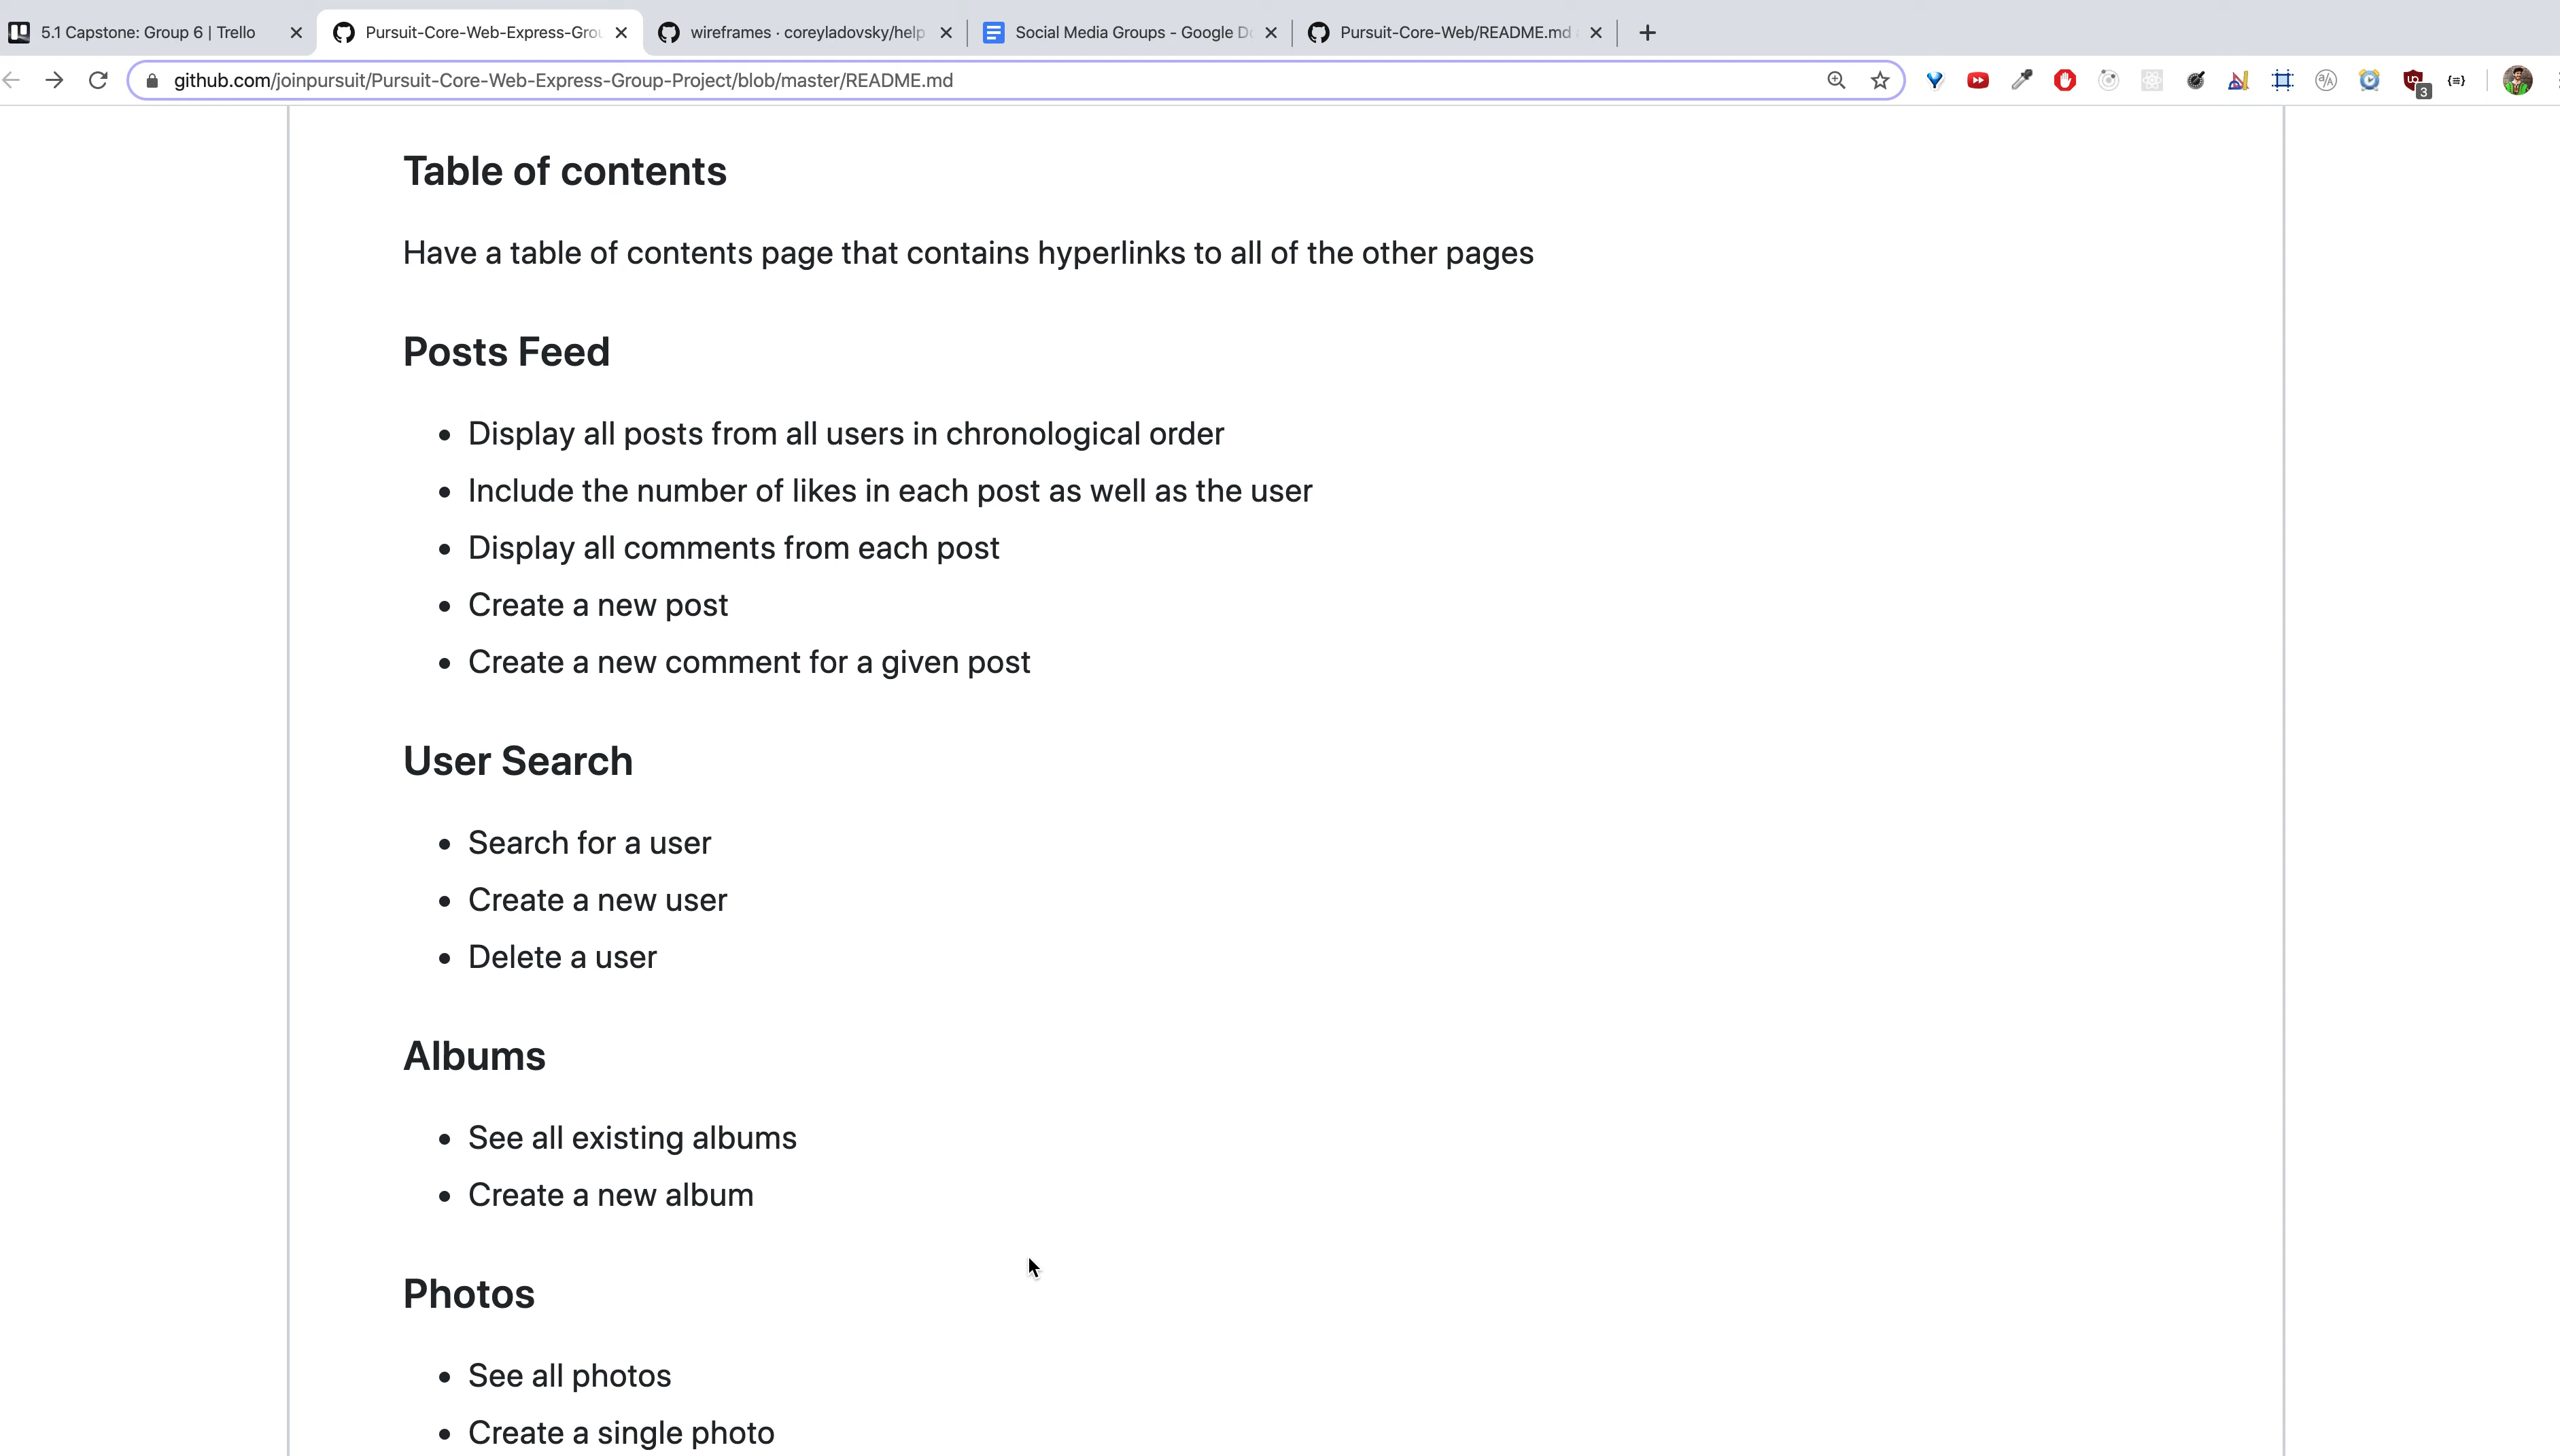 5.1 Capstone: Group 6 | Trello
Pursuit-Core-Web-Express-Grou
wireframes · coreyladovsky/help
Social Media Groups - Google Do
Pursuit-Core-Web/README.md
github.com/joinpursuit/Pursuit-Core-Web-Express-Group-Project/blob/master/README.md
3
Table of contents
Have a table of contents page that contains hyperlinks to all of the other pages
Posts Feed
• Display all posts from all users in chronological order
• Include the number of likes in each post as well as the user
• Display all comments from each post
• Create a new post
• Create a new comment for a given post
User Search
• Search for a user
• Create a new user
• Delete a user
Albums
• See all existing albums
• Create a new album
Photos
• See all photos
• Create a single photo